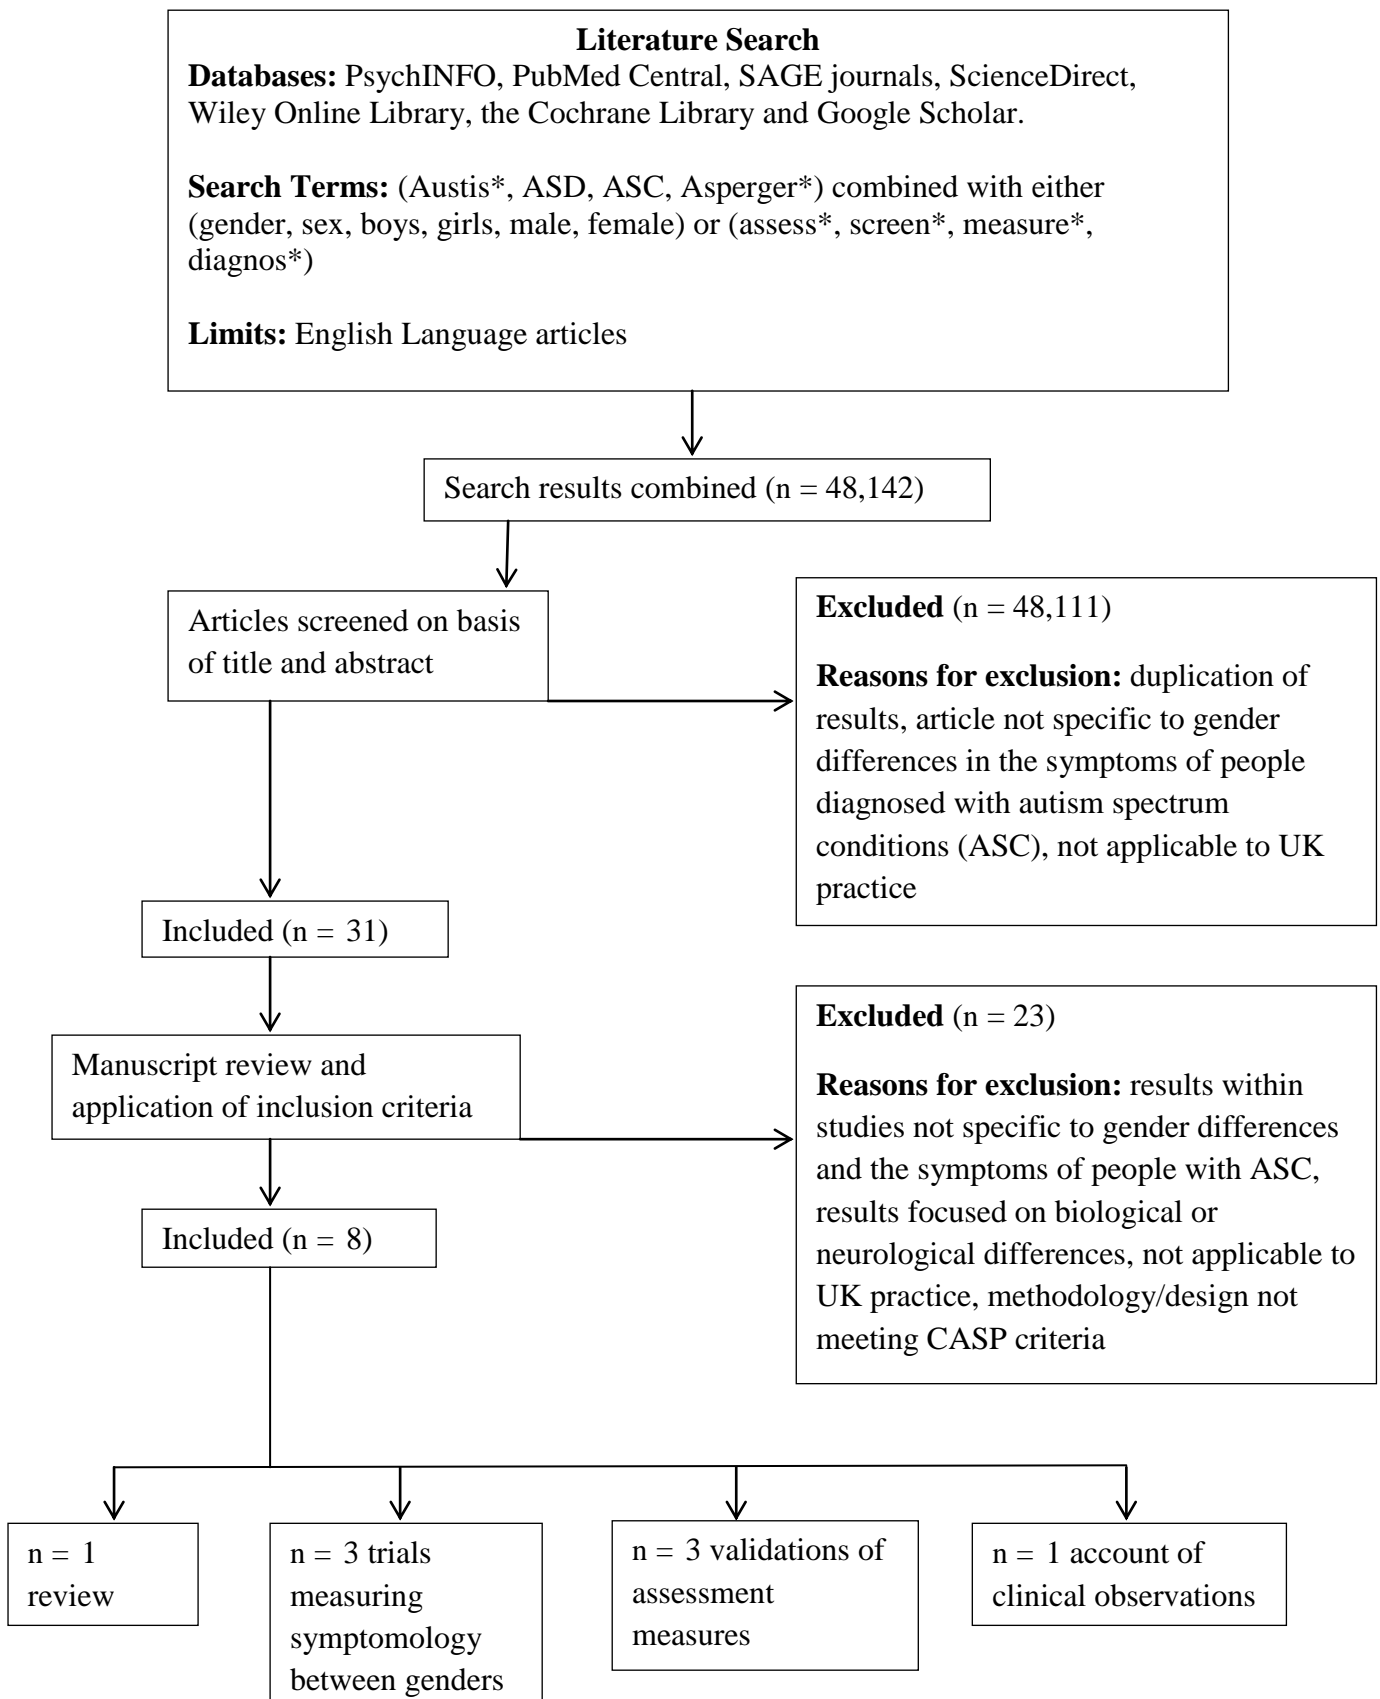 Literature Search
Databases: PsychINFO, PubMed Central, SAGE journals, ScienceDirect,
Wiley Online Library, the Cochrane Library and Google Scholar.
Search Terms: (Austis*, ASD, ASC, Asperger*) combined with either
(gender, sex, boys, girls, male, female) or (assess*, screen*, measure*,
diagnos*)
Limits: English Language articles
Search results combined (n = 48,142)
Articles screened on basis
of title and abstract
Excluded (n = 48,111)
Reasons for exclusion: duplication of
results, article not specific to gender
differences in the symptoms of people
diagnosed with autism spectrum
conditions (ASC), not applicable to UK
practice
Included (n = 31)
Manuscript review and
application of inclusion criteria
Excluded (n = 23)
Reasons for exclusion: results within
studies not specific to gender differences
and the symptoms of people with ASC,
results focused on biological or
neurological differences, not applicable to
UK practice, methodology/design not
meeting CASP criteria
Included (n = 8)
n = 1
review
n = 3 trials
measuring
symptomology
between genders
n = 3 validations of
assessment
measures
n = 1 account of
clinical observations